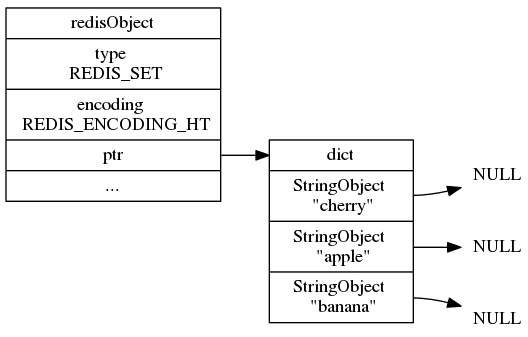 redisObject
type
REDIS_SET
encoding
REDIS_ENCODING_HT
ptr
...
dict
StringObject
"cherry"
StringObject
"apple"
StringObject
"banana"
NULL
NULL
NULL